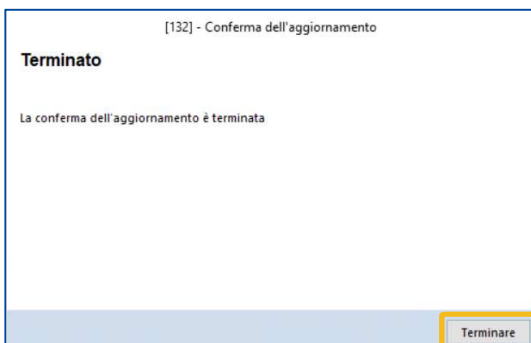 [132] - Conferma dell'aggiornamento
Terminato
La conferma dell'aggiornamento è terminata
Terminare